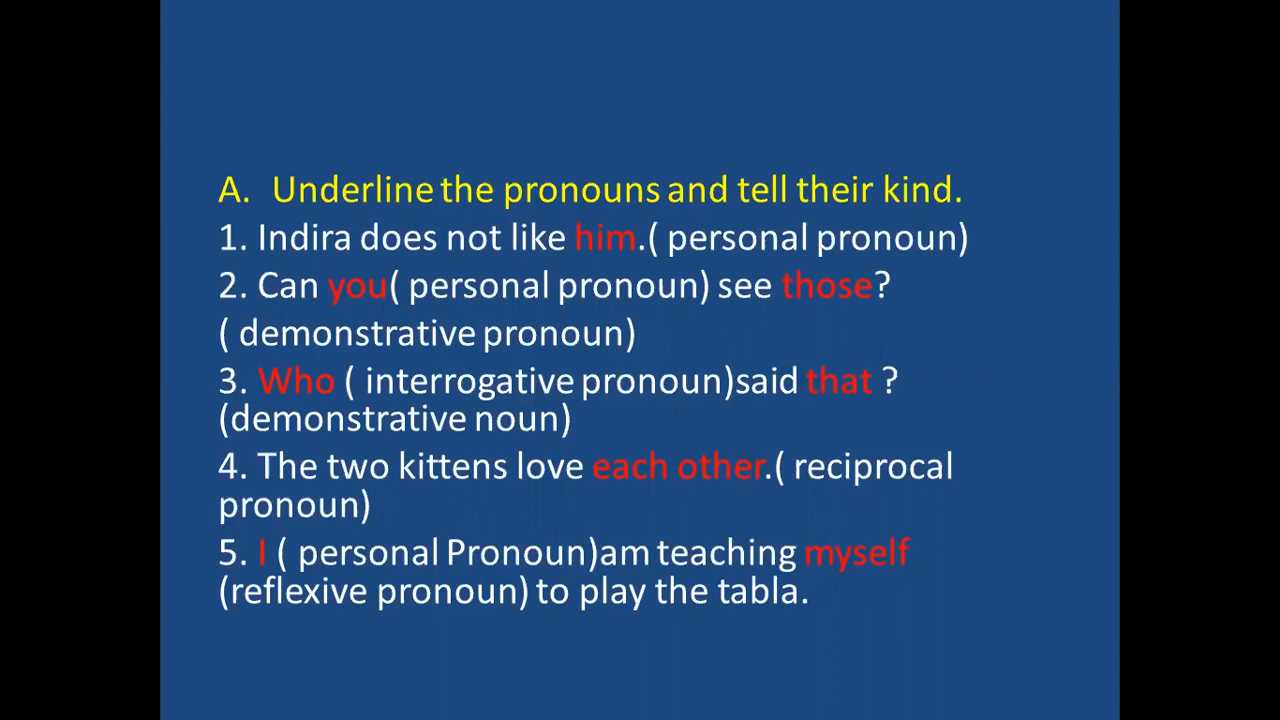 A. Underline the pronouns and tell their kind.
1. Indira does not like him.( personal pronoun)
2. Can you( personal pronoun) see those?
( demonstrative pronoun)
3. Who ( interrogative pronoun)said that ?
(demonstrative noun)
4. The two kittens love each other.( reciprocal
pronoun)
5. I ( personal Pronoun)am teaching myself
(reflexive pronoun) to play the tabla.